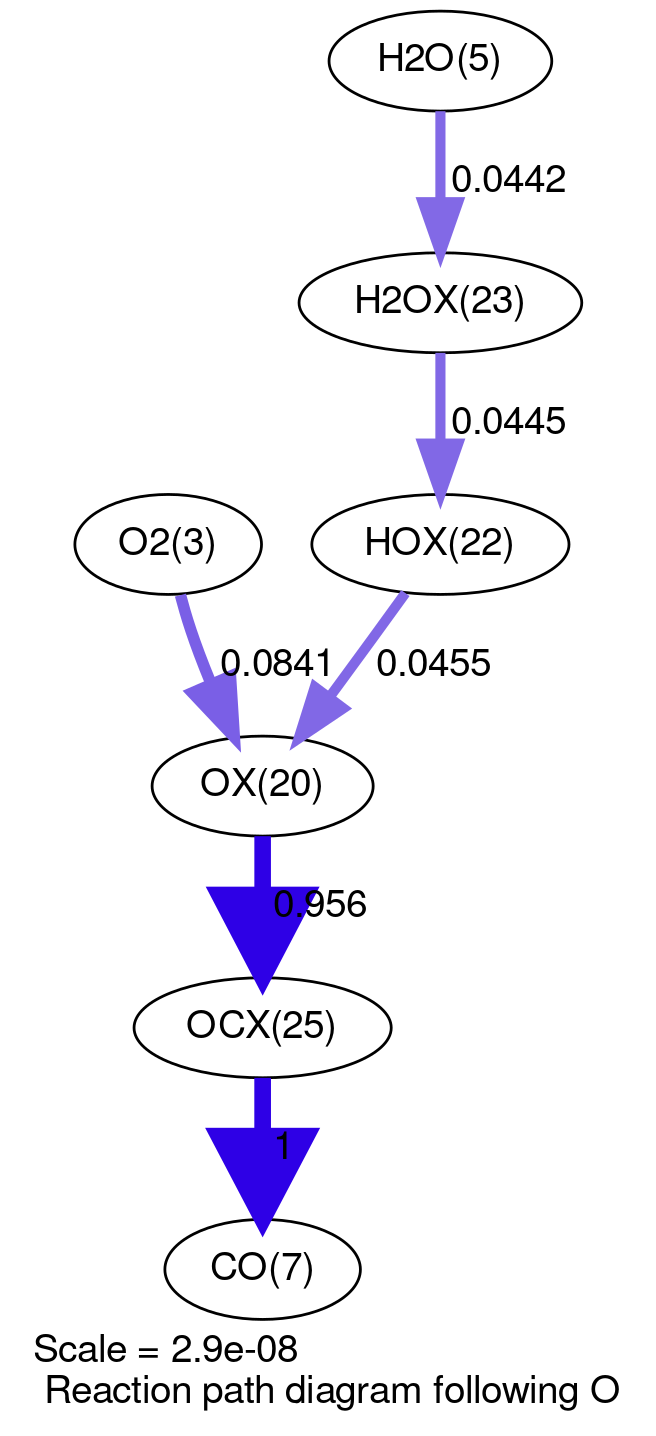 H2O(5)
0.0442
H2OX(23)
0.0445
O2(3)
HOX(22)
0.0841
0.0455
OX(20)
0.956
OCX(25)
1
CO(7)
Scale = 2.9e-08
Reaction path diagram following O